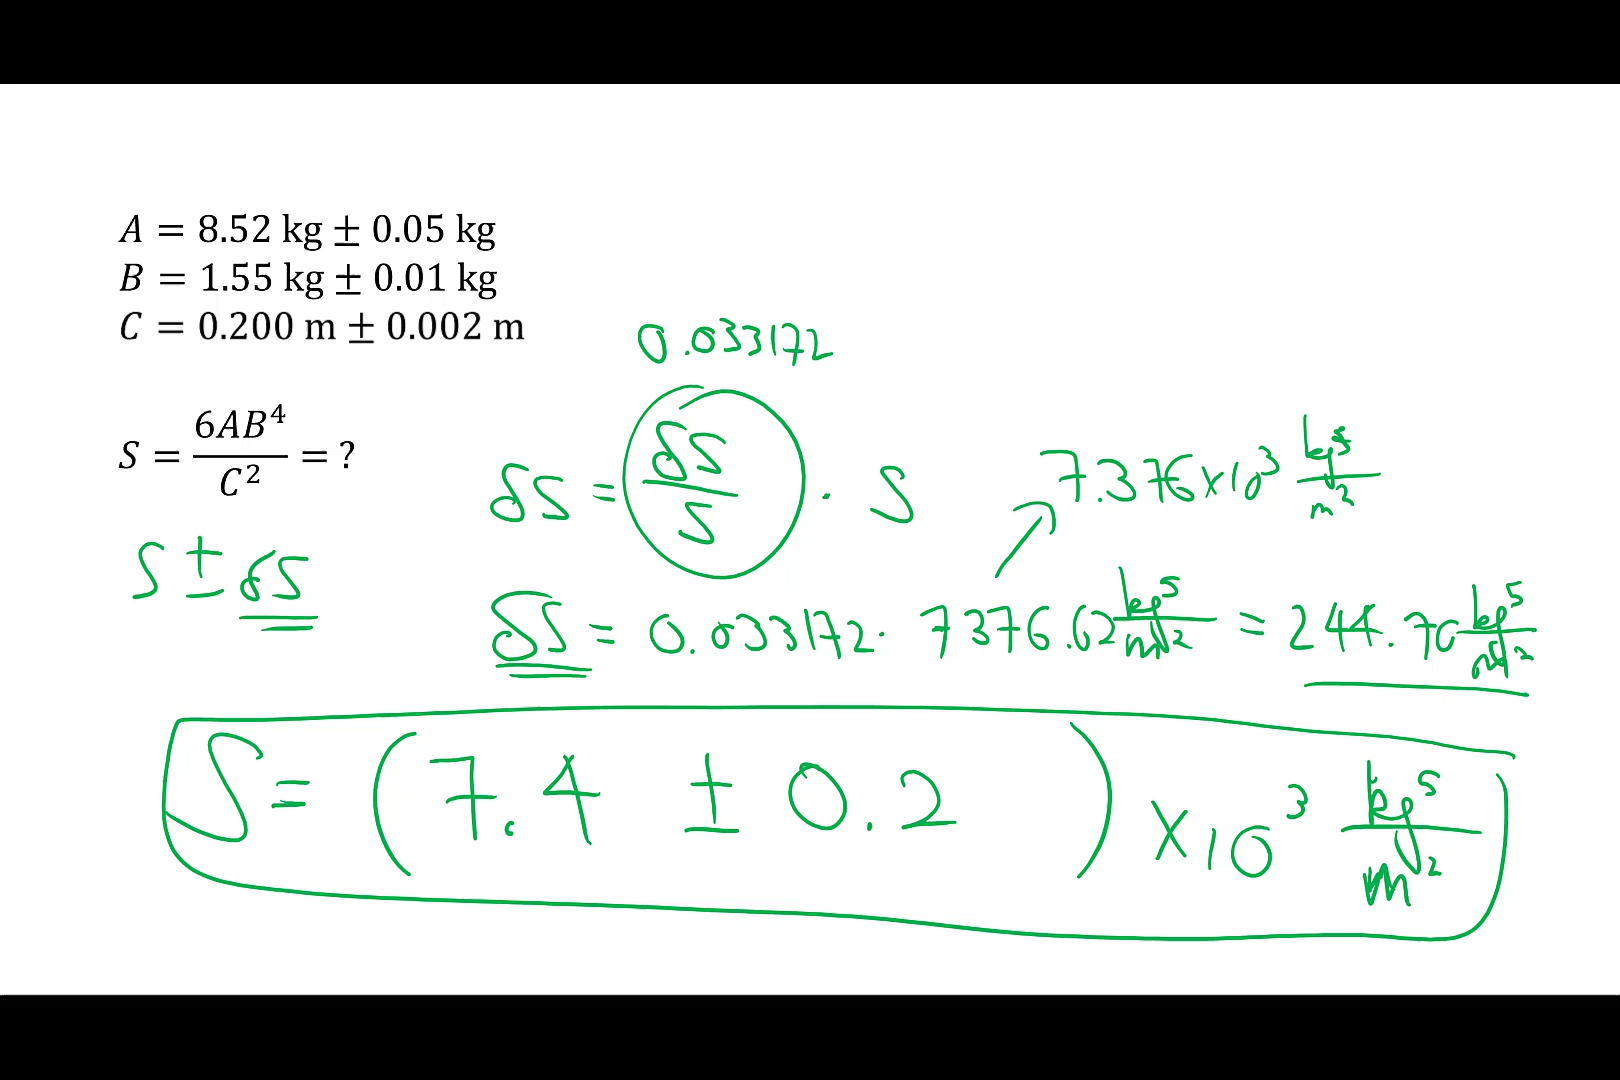 A = 8.52 kg ± 0.05 kg
B = 1.55 kg ± 0.01 kg
C = 0.200 m ± 0.002 m
0.033172
S = 6AB⁴/C² = ?
δS = δS/S · S
7.376×10³ kg⁵/m²
S ± δS
δS = 0.033172 · 7376.62 kg⁵/m² = 244.70 kg⁵/m²
S = (7.4 ± 0.2) ×10³ kg⁵/m²